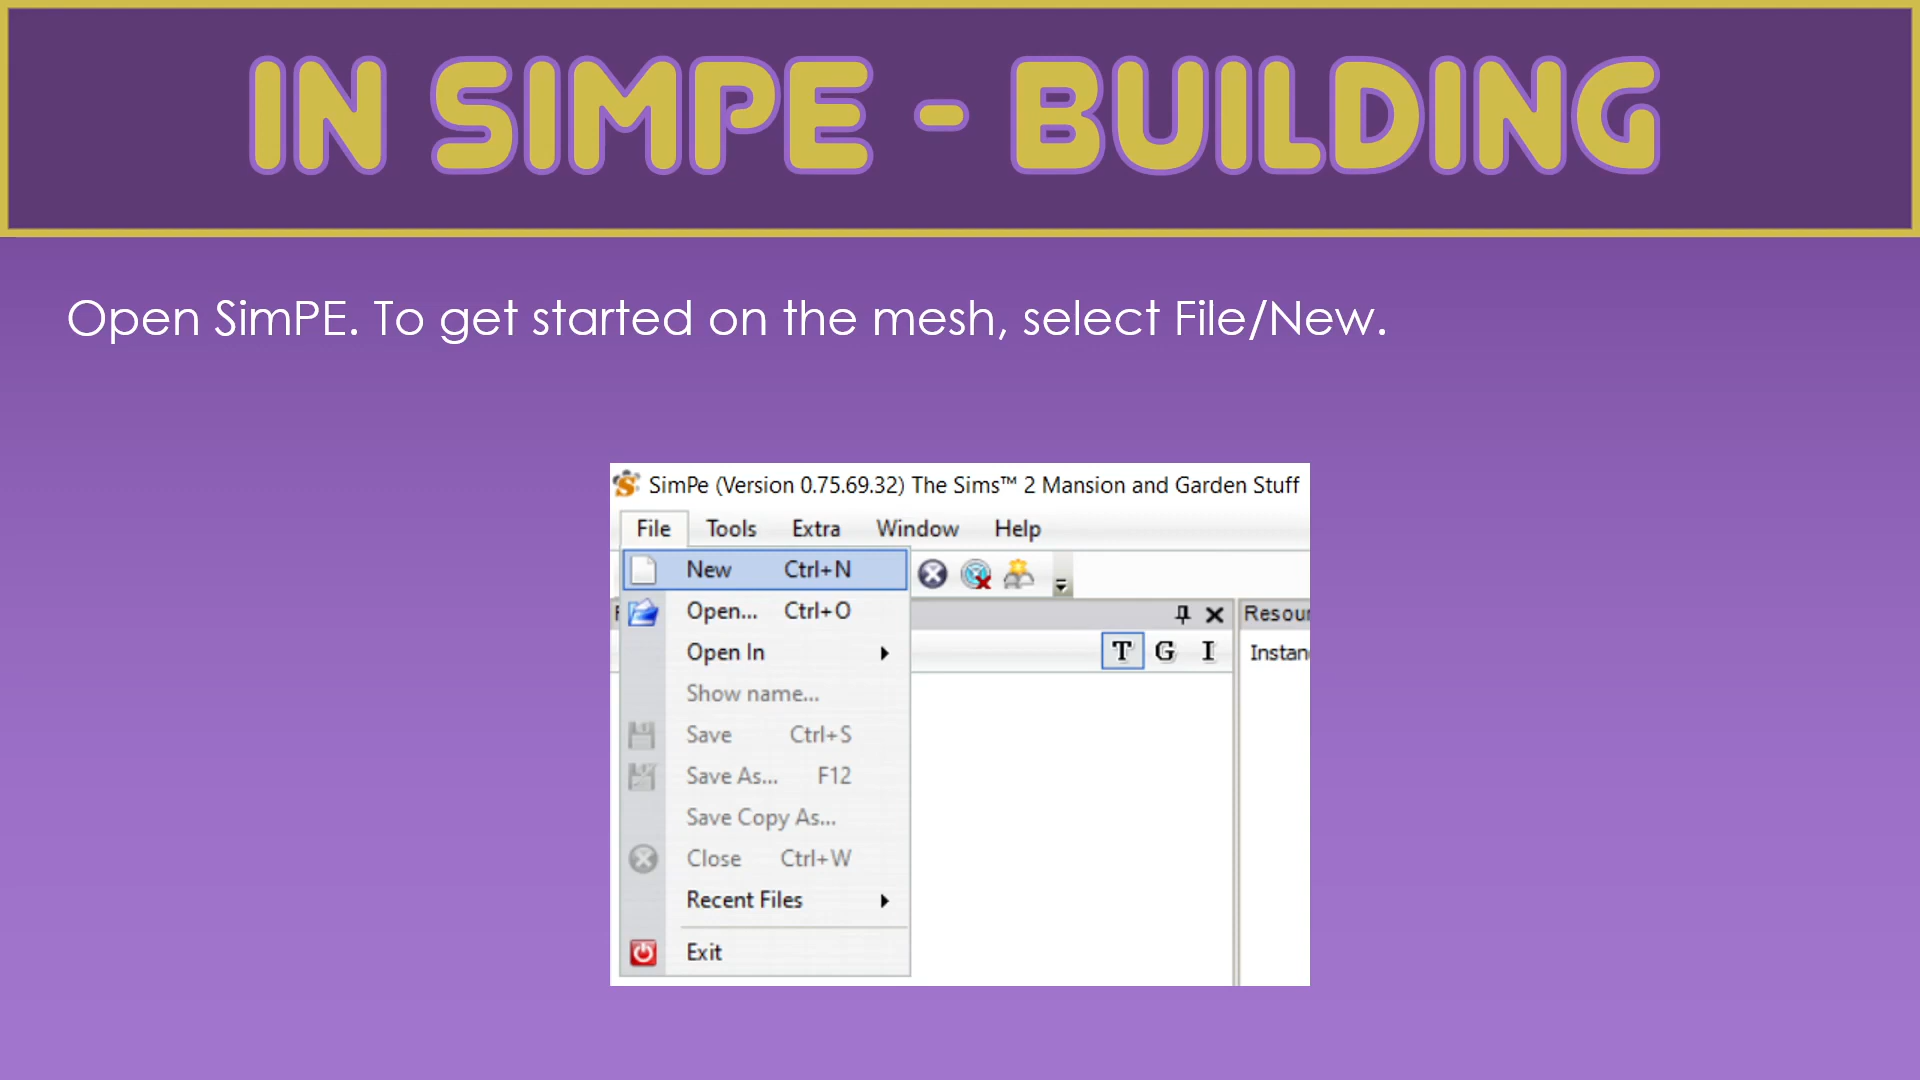 IN SIMPE - BUILDING
Open SimPE. To get started on the mesh, select File/New.
SimPe (Version 0.75.69.32) The Sims™ 2 Mansion and Garden Stuff
File Tools Extra Window Help
New Ctrl+N
Open... Ctrl+O
Resour
Open In
T G I
Instan
Show name...
Save Ctrl+S
Save As... F12
Save Copy As...
Close Ctrl+W
Recent Files
Exit